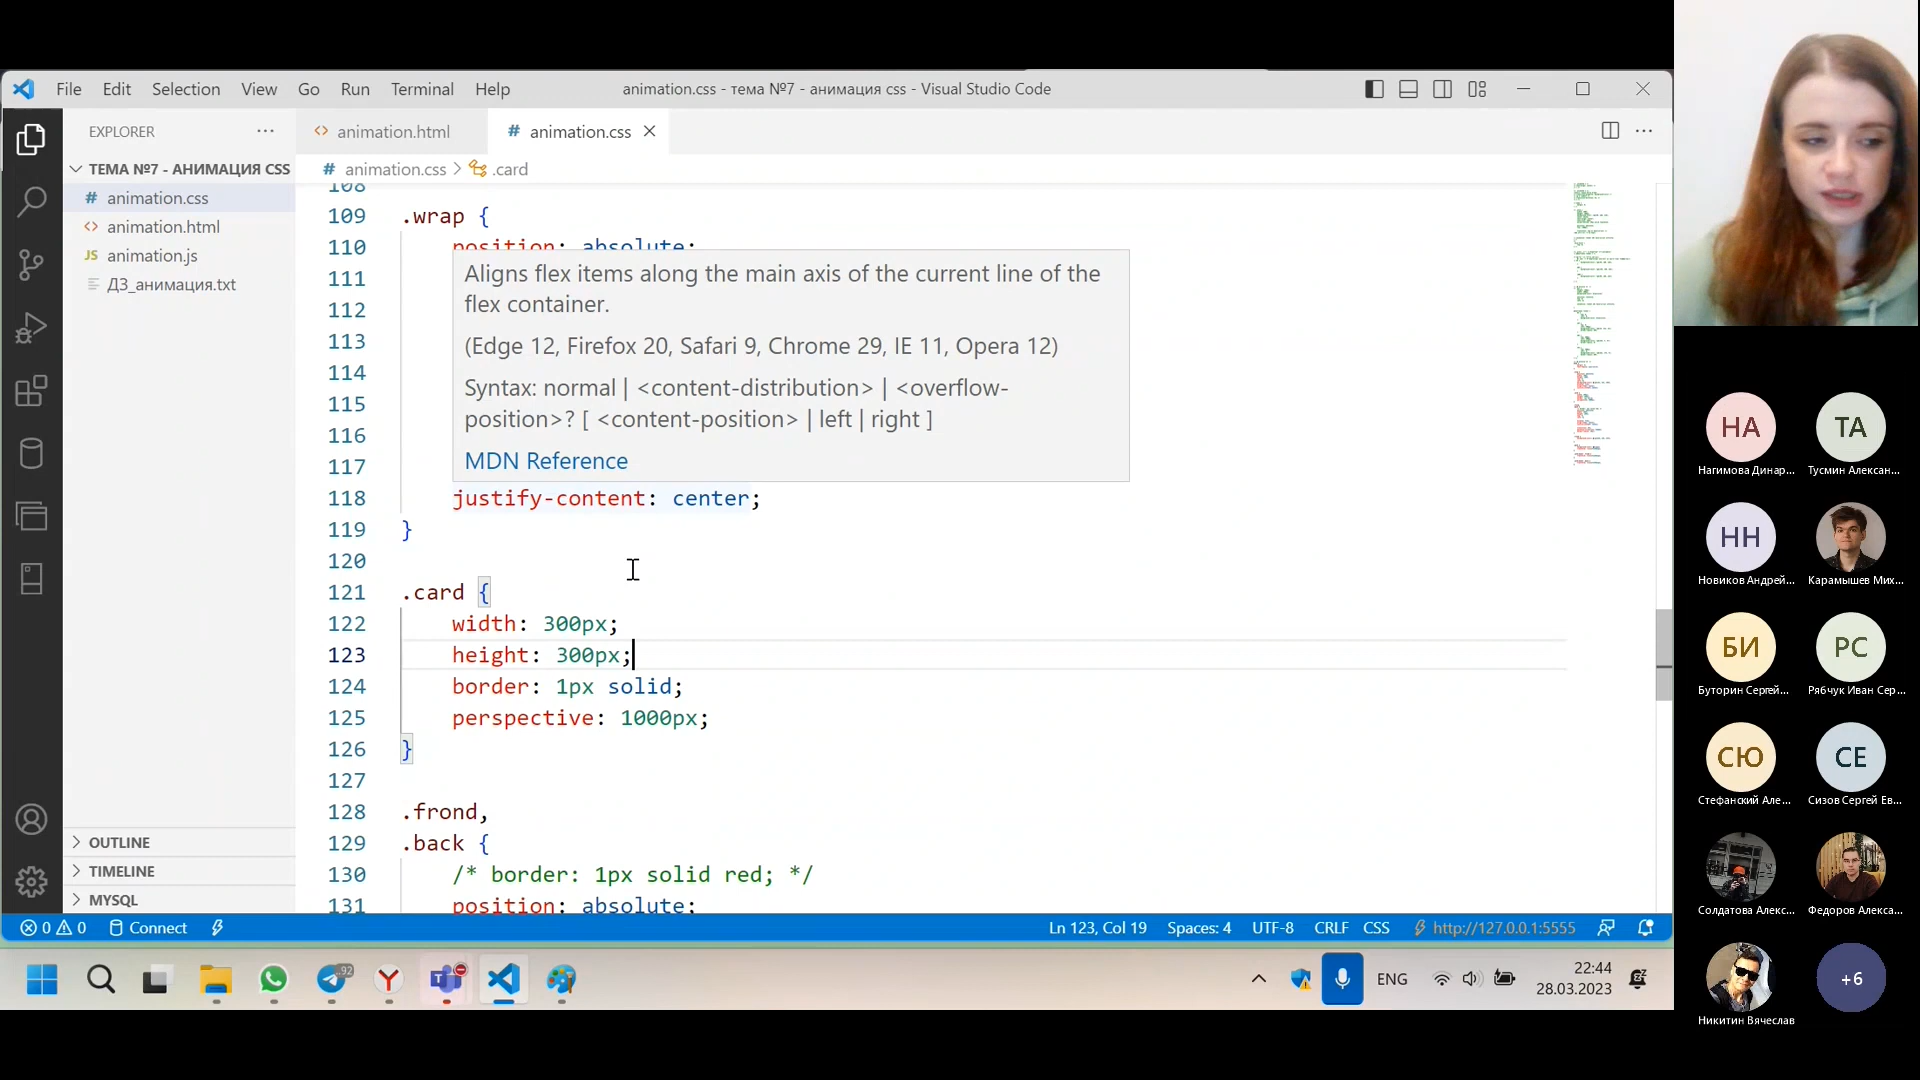 File Edit Selection View Go Run Terminal Help
animation.css - тема №7 - анимация css - Visual Studio Code
EXPLORER
ТЕМА №7 - АНИМАЦИЯ CSS
# animation.css
<> animation.html
JS animation.js
ДЗ_анимация.txt
OUTLINE
TIMELINE
MYSQL
<> animation.html
# animation.css
# animation.css > .card
108
109 .wrap {
110 position: absolute;
111
112
113
114
115
116
117
Aligns flex items along the main axis of the current line of the
flex container.
(Edge 12, Firefox 20, Safari 9, Chrome 29, IE 11, Opera 12)
Syntax: normal | <content-distribution> | <overflow-
position>? [ <content-position> | left | right ]
MDN Reference
118 justify-content: center;
119 }
120
121 .card {
122 width: 300px;
123 height: 300px;
124 border: 1px solid;
125 perspective: 1000px;
126 }
127
128 .frond,
129 .back {
130 /* border: 1px solid red; */
131 position: absolute;
0 0 Connect
Ln 123, Col 19 Spaces: 4 UTF-8 CRLF CSS http://127.0.0.1:5555
92
ENG
22:44
28.03.2023
НА
Нагимова Динар...
ТА
Тусмин Алексан...
НН
Новиков Андрей...
Карамышев Мих...
БИ
Буторин Сергей...
РС
Рябчук Иван Сер...
СЮ
Стефанский Але...
СЕ
Сизов Сергей Ев...
Солдатова Алекс...
Федоров Алекса...
Никитин Вячеслав
+6